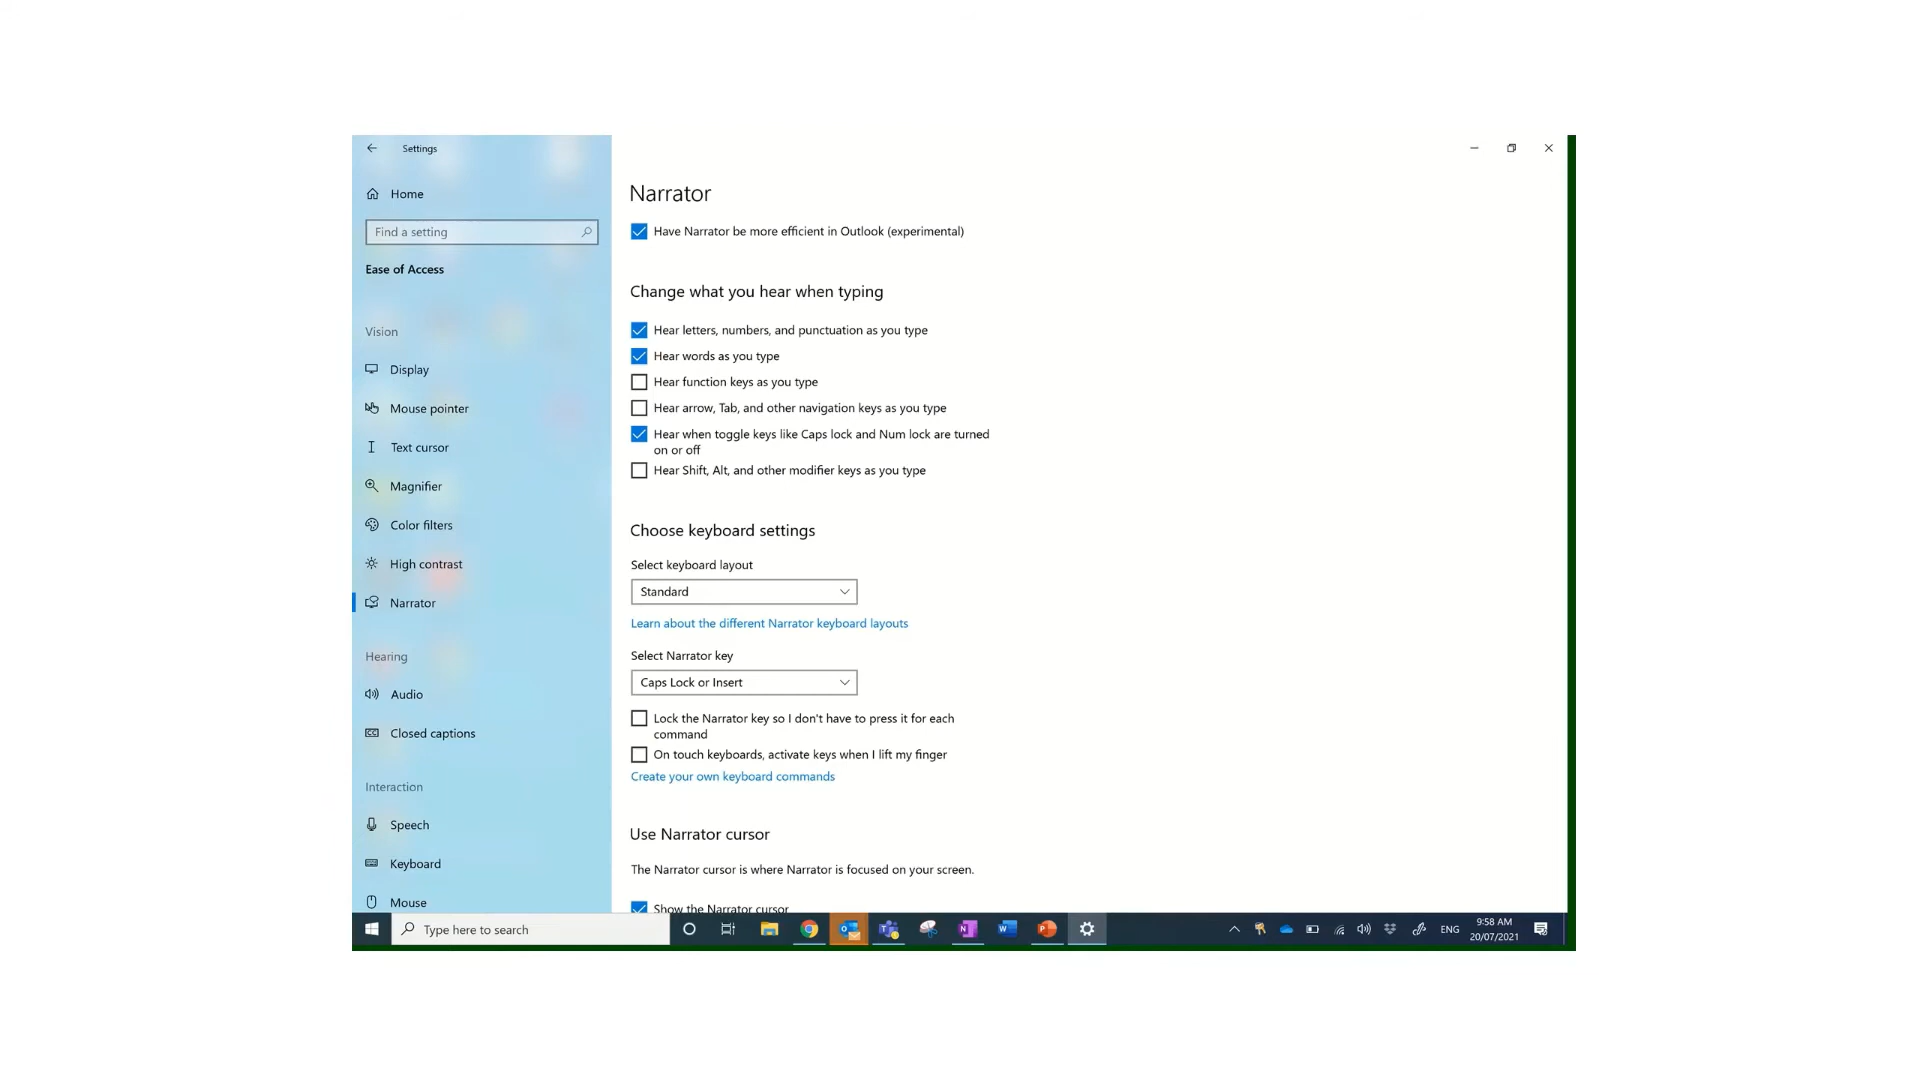 Settings
Home
Find a setting
Ease of Access
Vision
Display
Mouse pointer
Text cursor
Magnifier
Color filters
High contrast
Narrator
Hearing
Audio
Closed captions
Interaction
Speech
Keyboard
Mouse
Narrator
Have Narrator be more efficient in Outlook (experimental)
Change what you hear when typing
Hear letters, numbers, and punctuation as you type
Hear words as you type
Hear function keys as you type
Hear arrow, Tab, and other navigation keys as you type
Hear when toggle keys like Caps lock and Num lock are turned
on or off
Hear Shift, Alt, and other modifier keys as you type
Choose keyboard settings
Select keyboard layout
Standard
Learn about the different Narrator keyboard layouts
Select Narrator key
Caps Lock or Insert
Lock the Narrator key so I don't have to press it for each
command
On touch keyboards, activate keys when I lift my finger
Create your own keyboard commands
Use Narrator cursor
The Narrator cursor is where Narrator is focused on your screen.
Show the Narrator cursor
Type here to search
ENG
9:58 AM
20/07/2021